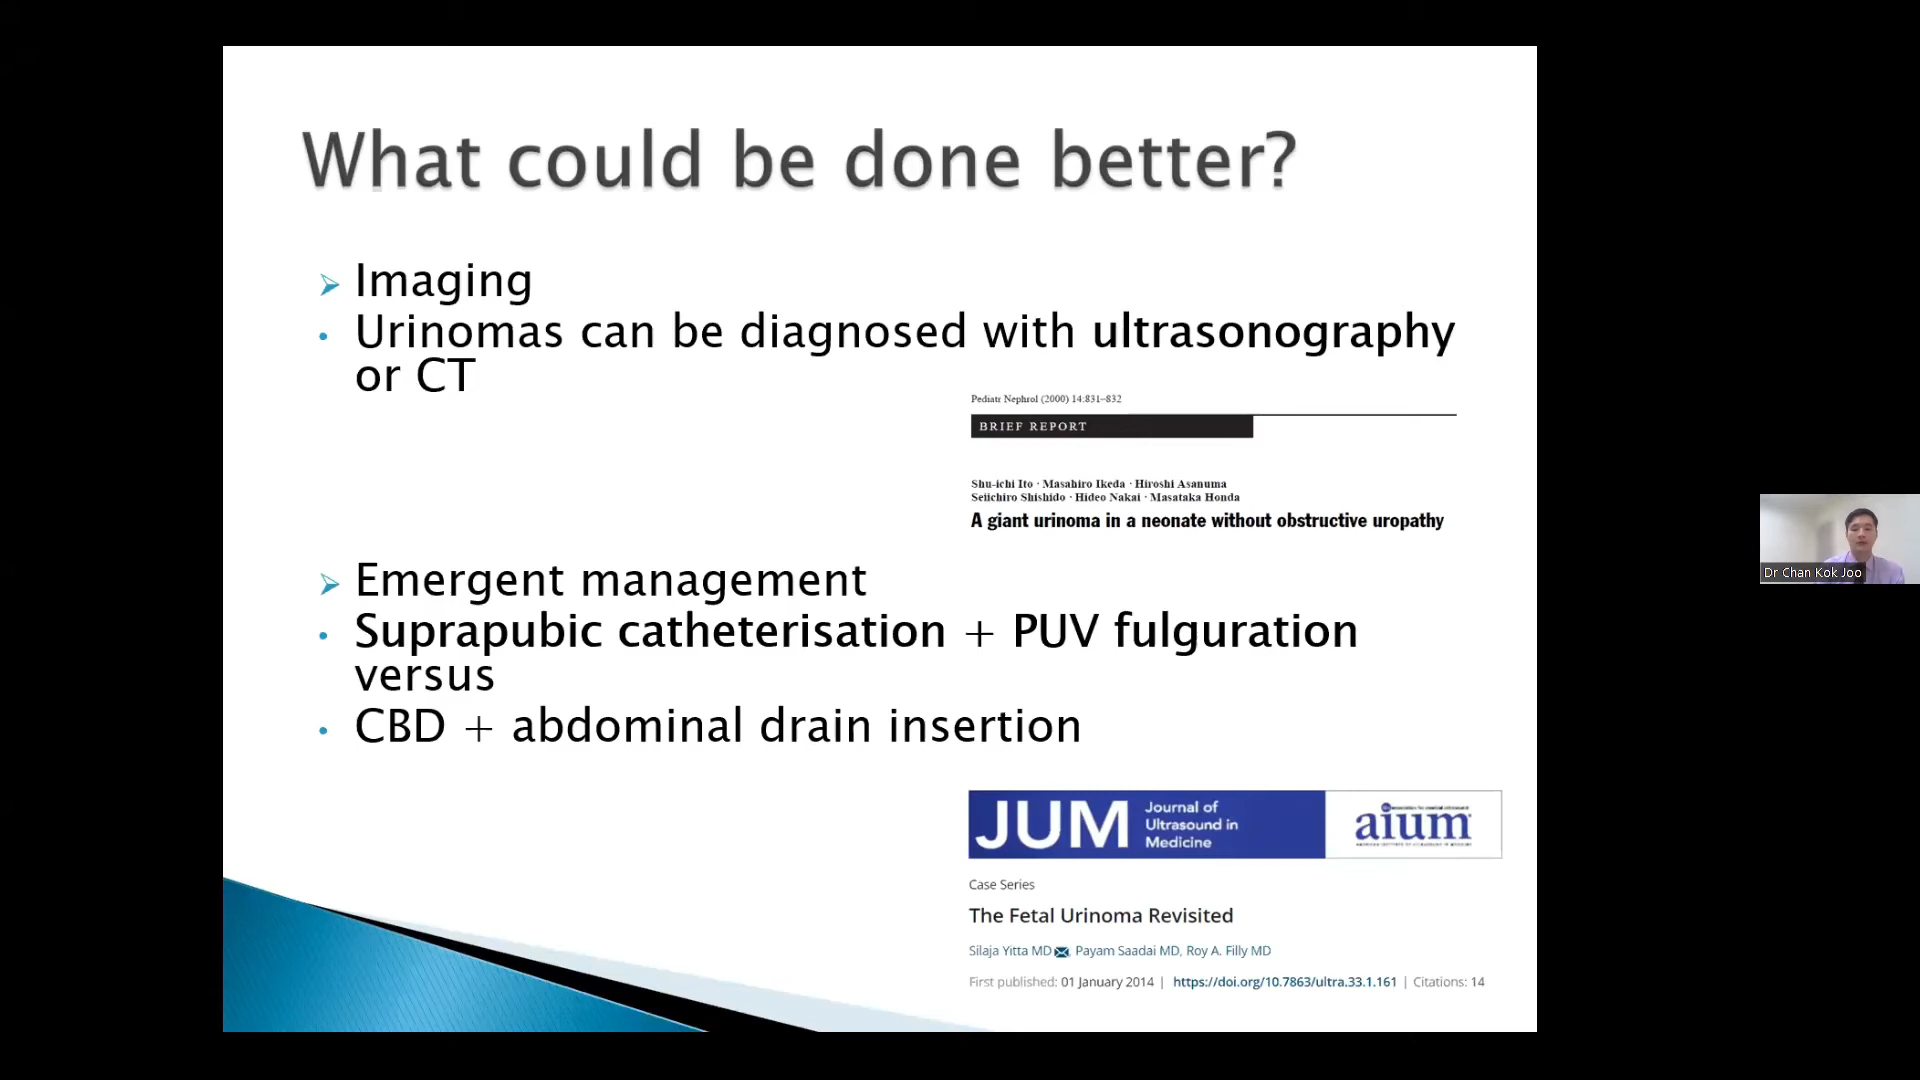 What could be done better?
Imaging
Urinomas can be diagnosed with ultrasonography
or CT
Pediatr Nephrol (2000) 14:831–832
BRIEF REPORT
Shu-ichi Ito · Masahiro Ikeda · Hiroshi Asanuma
Seiichiro Shishido · Hideo Nakai · Masataka Honda
A giant urinoma in a neonate without obstructive uropathy
Emergent management
Suprapubic catheterisation + PUV fulguration
versus
CBD + abdominal drain insertion
JUM Journal of
Ultrasound in
Medicine
aium
Case Series
The Fetal Urinoma Revisited
Silaja Yitta MD, Payam Saadai MD, Roy A. Filly MD
First published: 01 January 2014 | https://doi.org/10.7863/ultra.33.1.161 | Citations: 14
Dr Chan Kok Joo